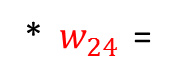 * w₂₄ =